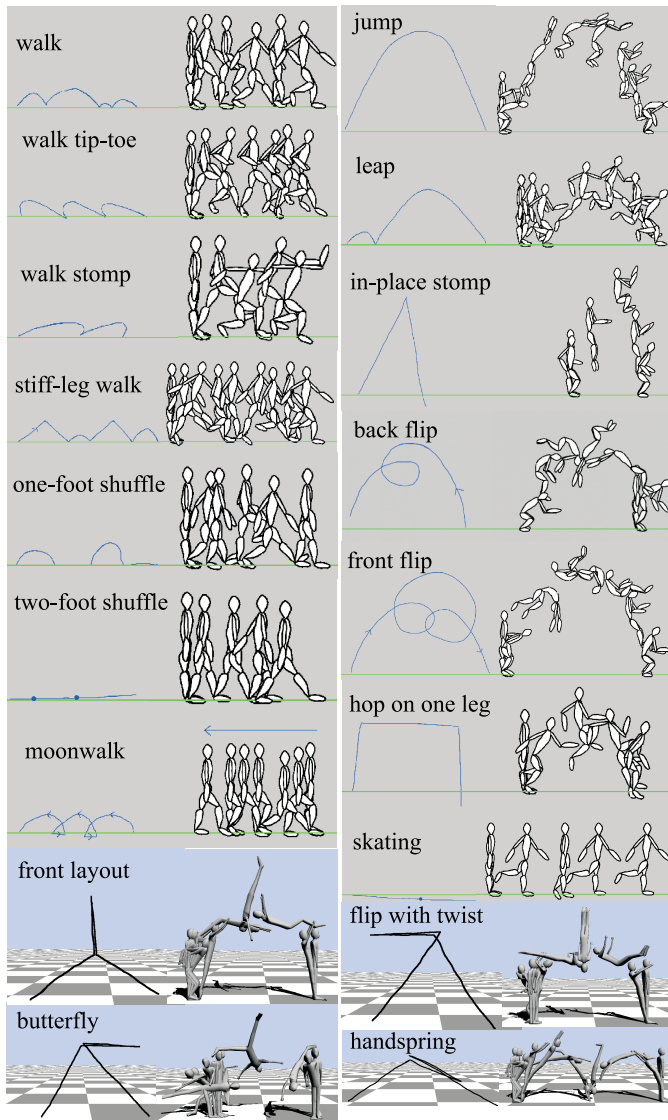 walk
walk tip-toe
walk stomp
stiff-leg walk
one-foot shuffle
two-foot shuffle
moonwalk
front layout
butterfly
jump
leap
in-place stomp
back flip
front flip
hop on one leg
skating
flip with twist
handspring